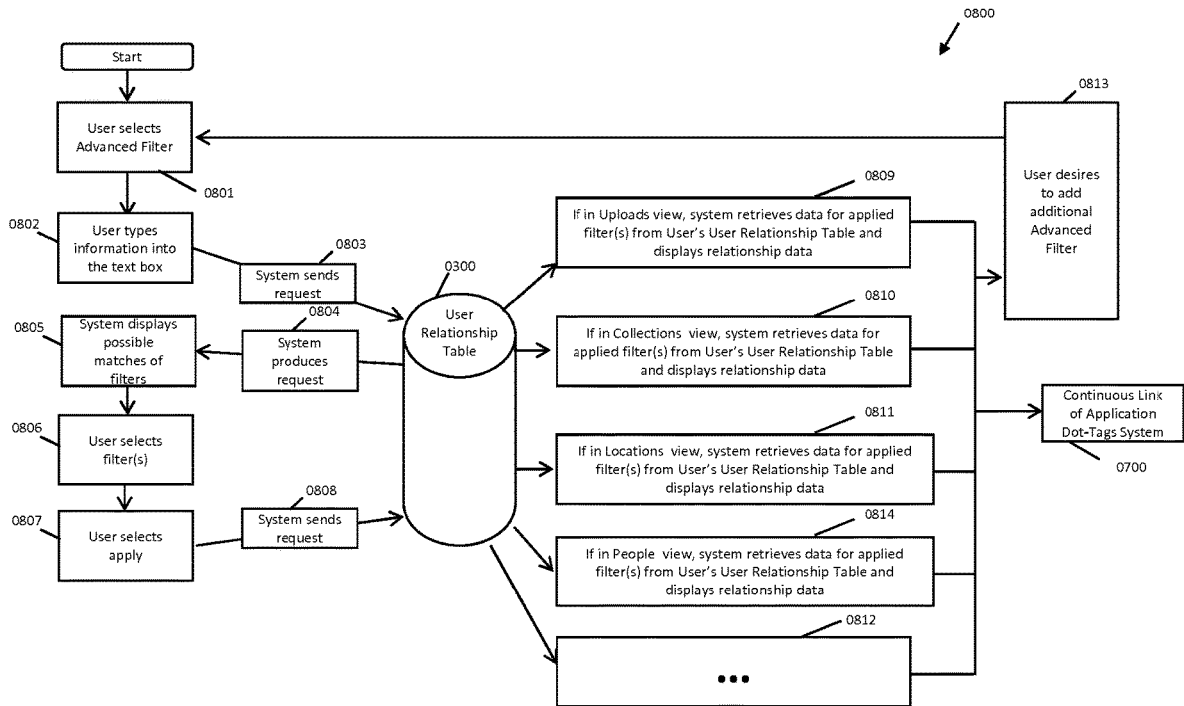 0800
Start
User selects
Advanced Filter
0801
0802
User types
information into
the text box
0803
System sends
request
0300
User
Relationship
Table
0804
System
produces
request
0805
System displays
possible
matches of
filters
0806
User selects
filter(s)
0807
User selects
apply
0808
System sends
request
0809
If in Uploads view, system retrieves data for applied
filter(s) from User's User Relationship Table and
displays relationship data
0810
If in Collections view, system retrieves data for
applied filter(s) from User's User Relationship Table
and displays relationship data
0811
If in Locations view, system retrieves data for applied
filter(s) from User's User Relationship Table and
displays relationship data
0814
If in People view, system retrieves data for applied
filter(s) from User's User Relationship Table and
displays relationship data
0812
•••
0813
User desires
to add
additional
Advanced
Filter
Continuous Link
of Application
Dot-Tags System
0700